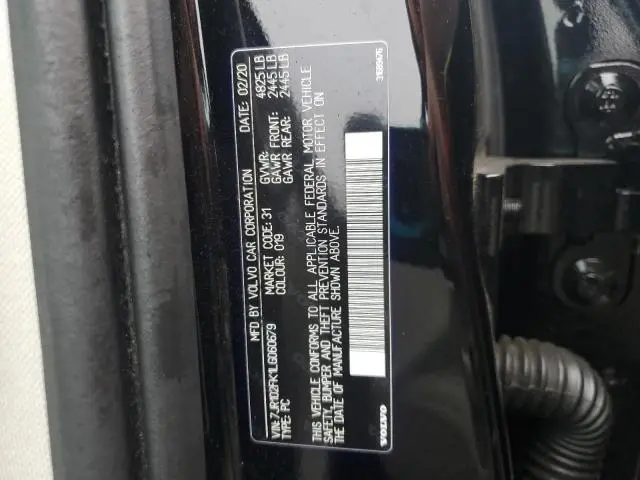 MFD BY VOLVO CAR CORPORATION DATE: 02/20
VIN: 7JR102FK1LG060679 MARKET CODE: 31 GVWR: 4825 LB
TYPE: PC COLOUR: 019 GAWR FRONT: 2445 LB
GAWR REAR: 2445 LB
THIS VEHICLE CONFORMS TO ALL APPLICABLE FEDERAL MOTOR VEHICLE
SAFETY, BUMPER AND THEFT PREVENTION STANDARDS IN EFFECT ON
THE DATE OF MANUFACTURE SHOWN ABOVE.
VOLVO